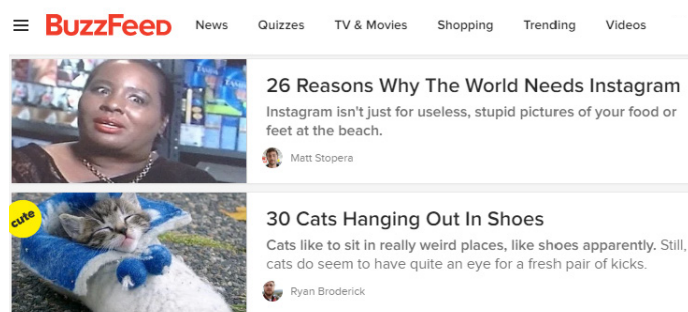 BuzzFeed News Quizzes TV & Movies Shopping Trending Videos
26 Reasons Why The World Needs Instagram
Instagram isn't just for useless, stupid pictures of your food or
feet at the beach.
Matt Stopera
cute
30 Cats Hanging Out In Shoes
Cats like to sit in really weird places, like shoes apparently. Still,
cats do seem to have quite an eye for a fresh pair of kicks.
Ryan Broderick